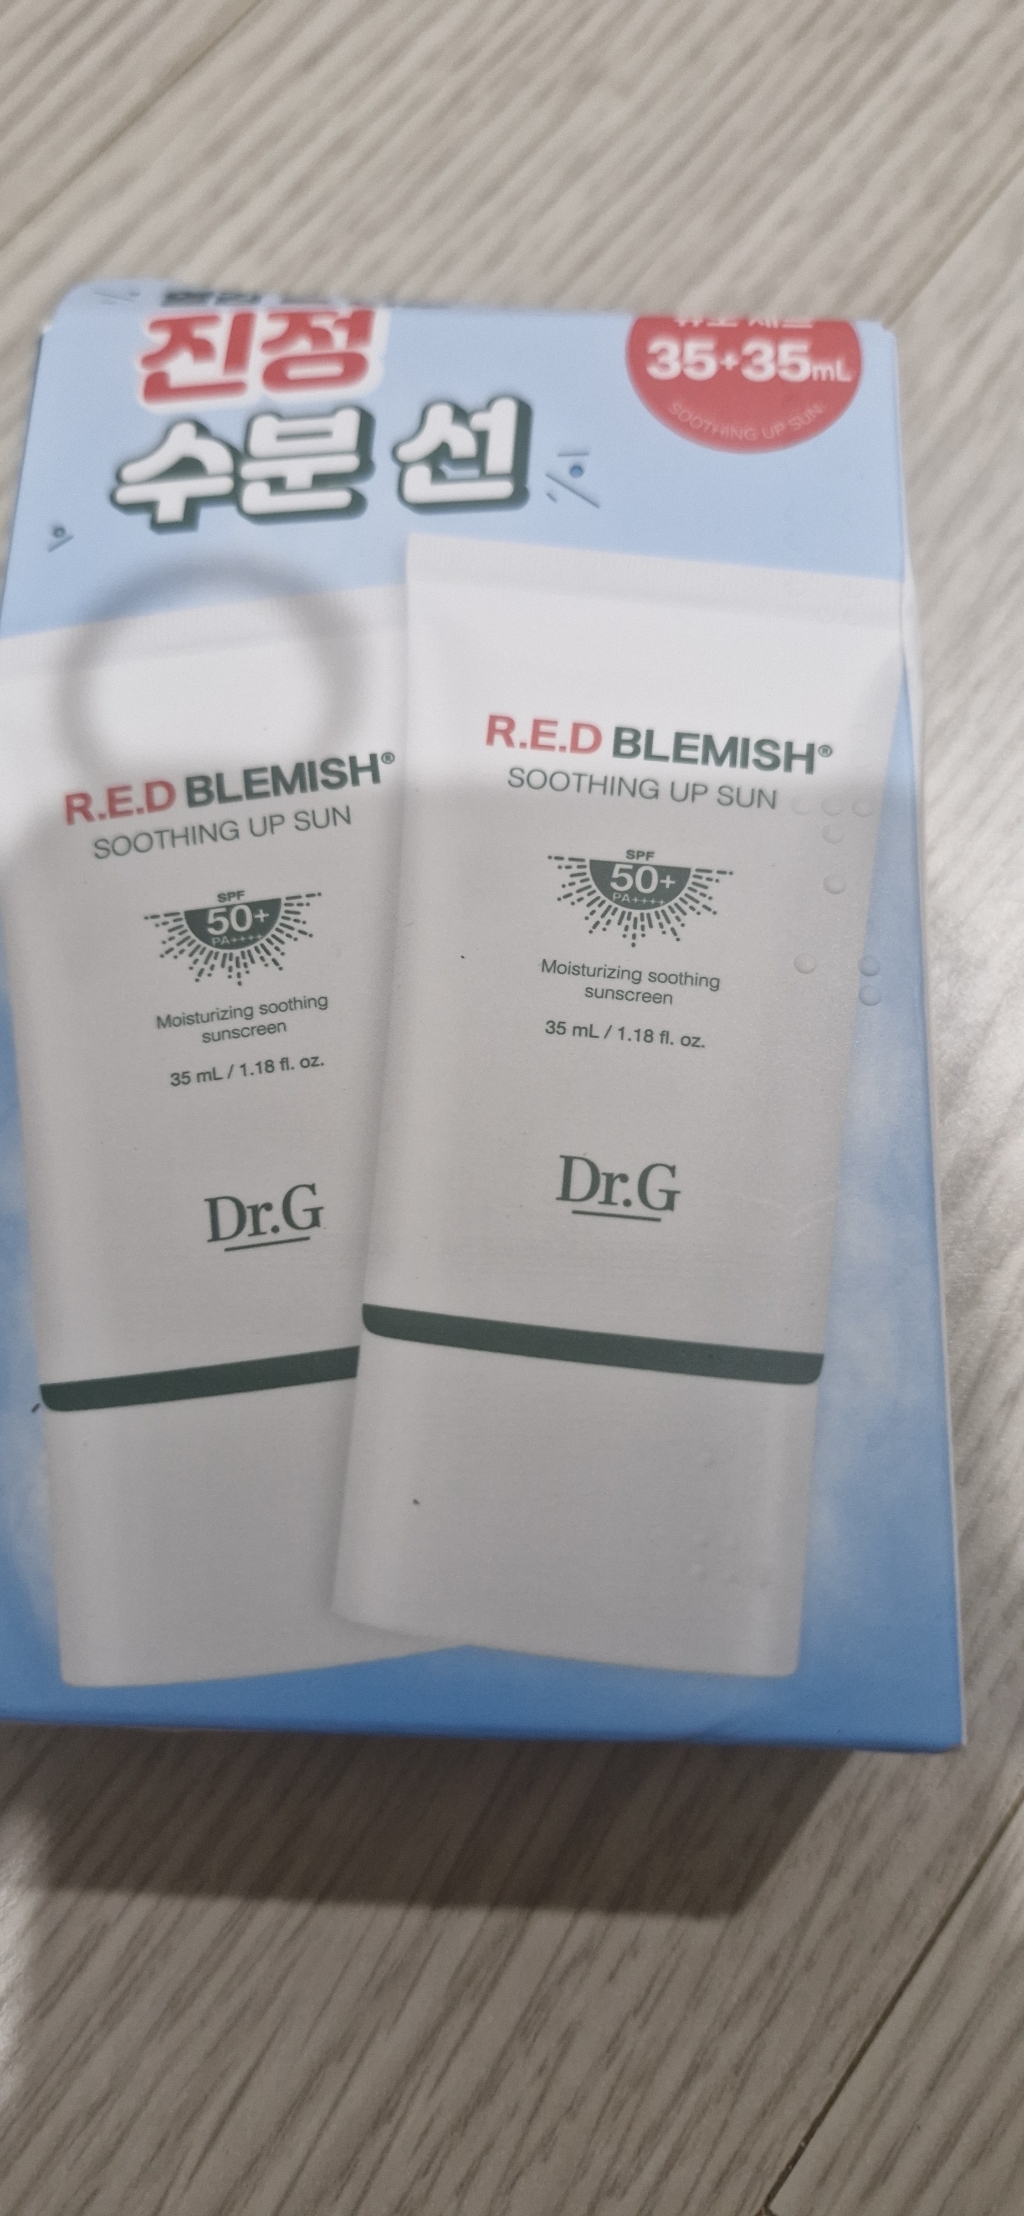 진정
수분 선
35+35mL
SOOTHING UP SUN
R.E.D BLEMISH®
SOOTHING UP SUN
SPF
50+
PA++++
Moisturizing soothing
sunscreen
35 mL / 1.18 fl. oz.
Dr.G
R.E.D BLEMISH®
SOOTHING UP SUN
SPF
50+
PA++++
Moisturizing soothing
sunscreen
35 mL / 1.18 fl. oz.
Dr.G